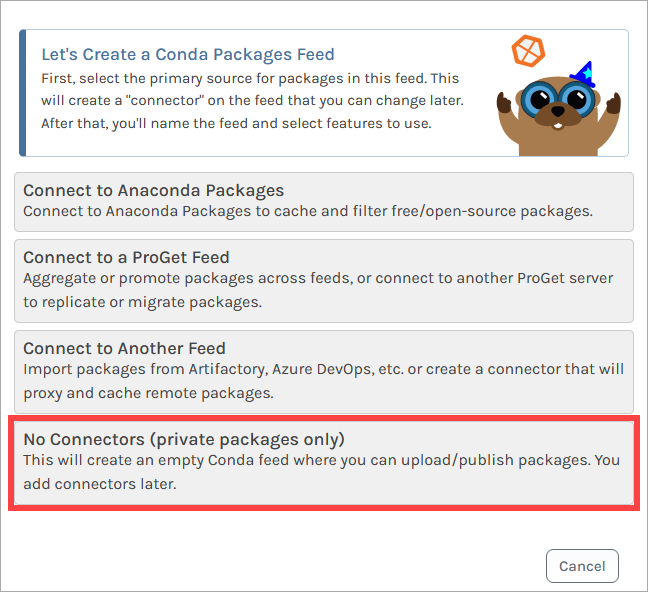 Let's Create a Conda Packages Feed
First, select the primary source for packages in this feed. This
will create a "connector" on the feed that you can change later.
After that, you'll name the feed and select features to use.
Connect to Anaconda Packages
Connect to Anaconda Packages to cache and filter free/open-source packages.
Connect to a ProGet Feed
Aggregate or promote packages across feeds, or connect to another ProGet server
to replicate or migrate packages.
Connect to Another Feed
Import packages from Artifactory, Azure DevOps, etc. or create a connector that will
proxy and cache remote packages.
No Connectors (private packages only)
This will create an empty Conda feed where you can upload/publish packages. You
add connectors later.
Cancel